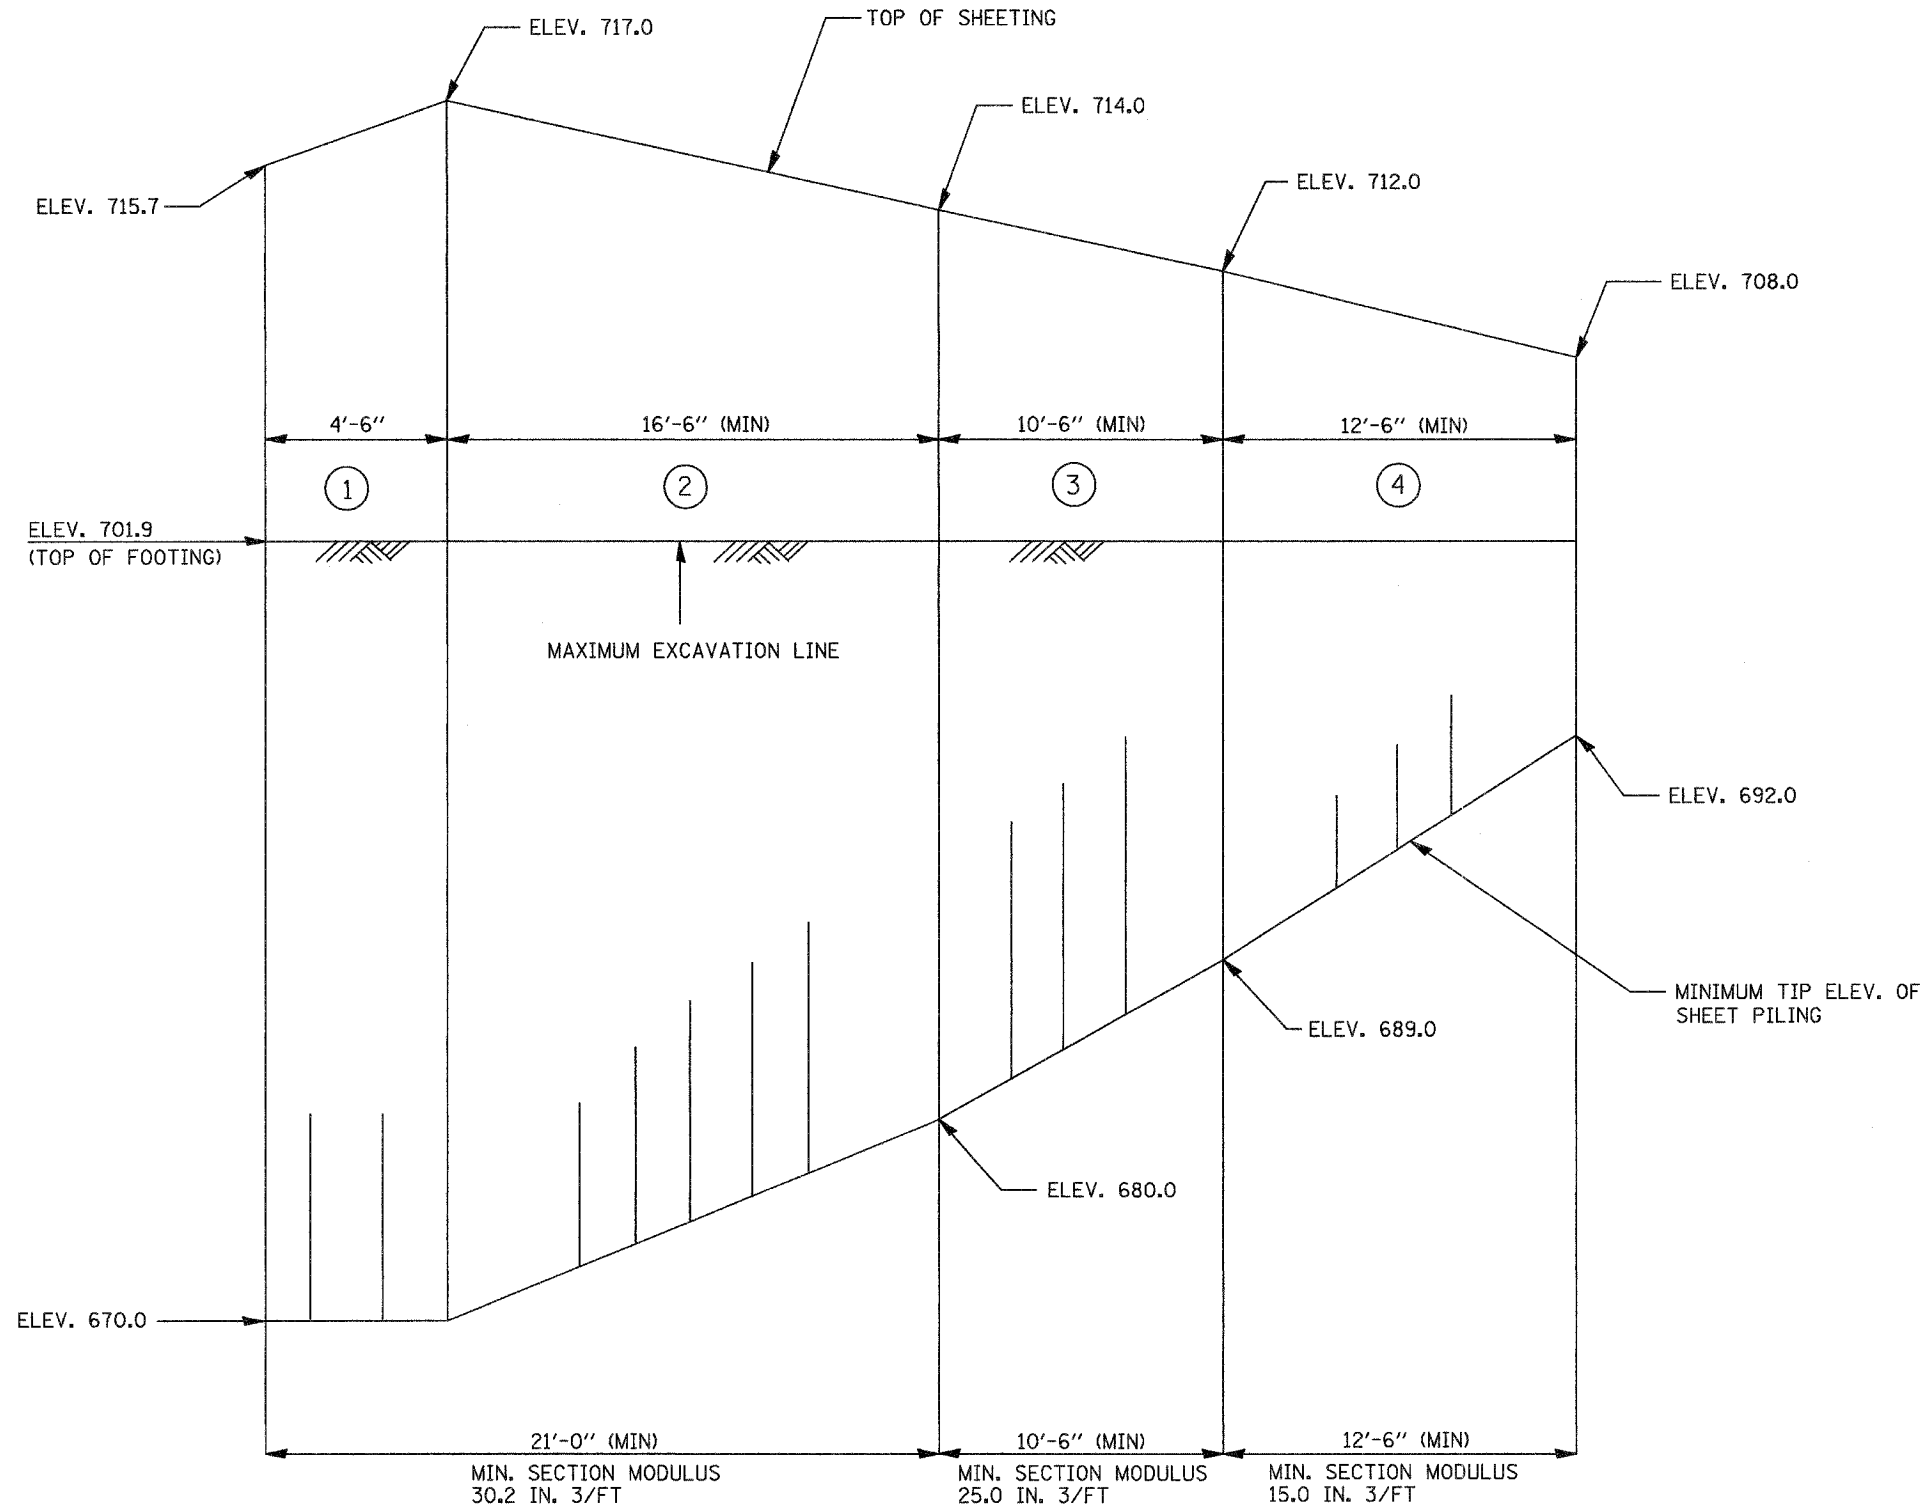 TOP OF SHEETING
ELEV. 717.0
ELEV. 714.0
ELEV. 712.0
ELEV. 715.7
ELEV. 708.0
4'-6"
16'-6" (MIN)
10'-6" (MIN)
12'-6" (MIN)
1
2
3
4
ELEV. 701.9
(TOP OF FOOTING)
MAXIMUM EXCAVATION LINE
ELEV. 692.0
MINIMUM TIP ELEV. OF
SHEET PILING
ELEV. 689.0
ELEV. 680.0
ELEV. 670.0
21'-0" (MIN)
MIN. SECTION MODULUS
30.2 IN. 3/FT
10'-6" (MIN)
MIN. SECTION MODULUS
25.0 IN. 3/FT
12'-6" (MIN)
MIN. SECTION MODULUS
15.0 IN. 3/FT